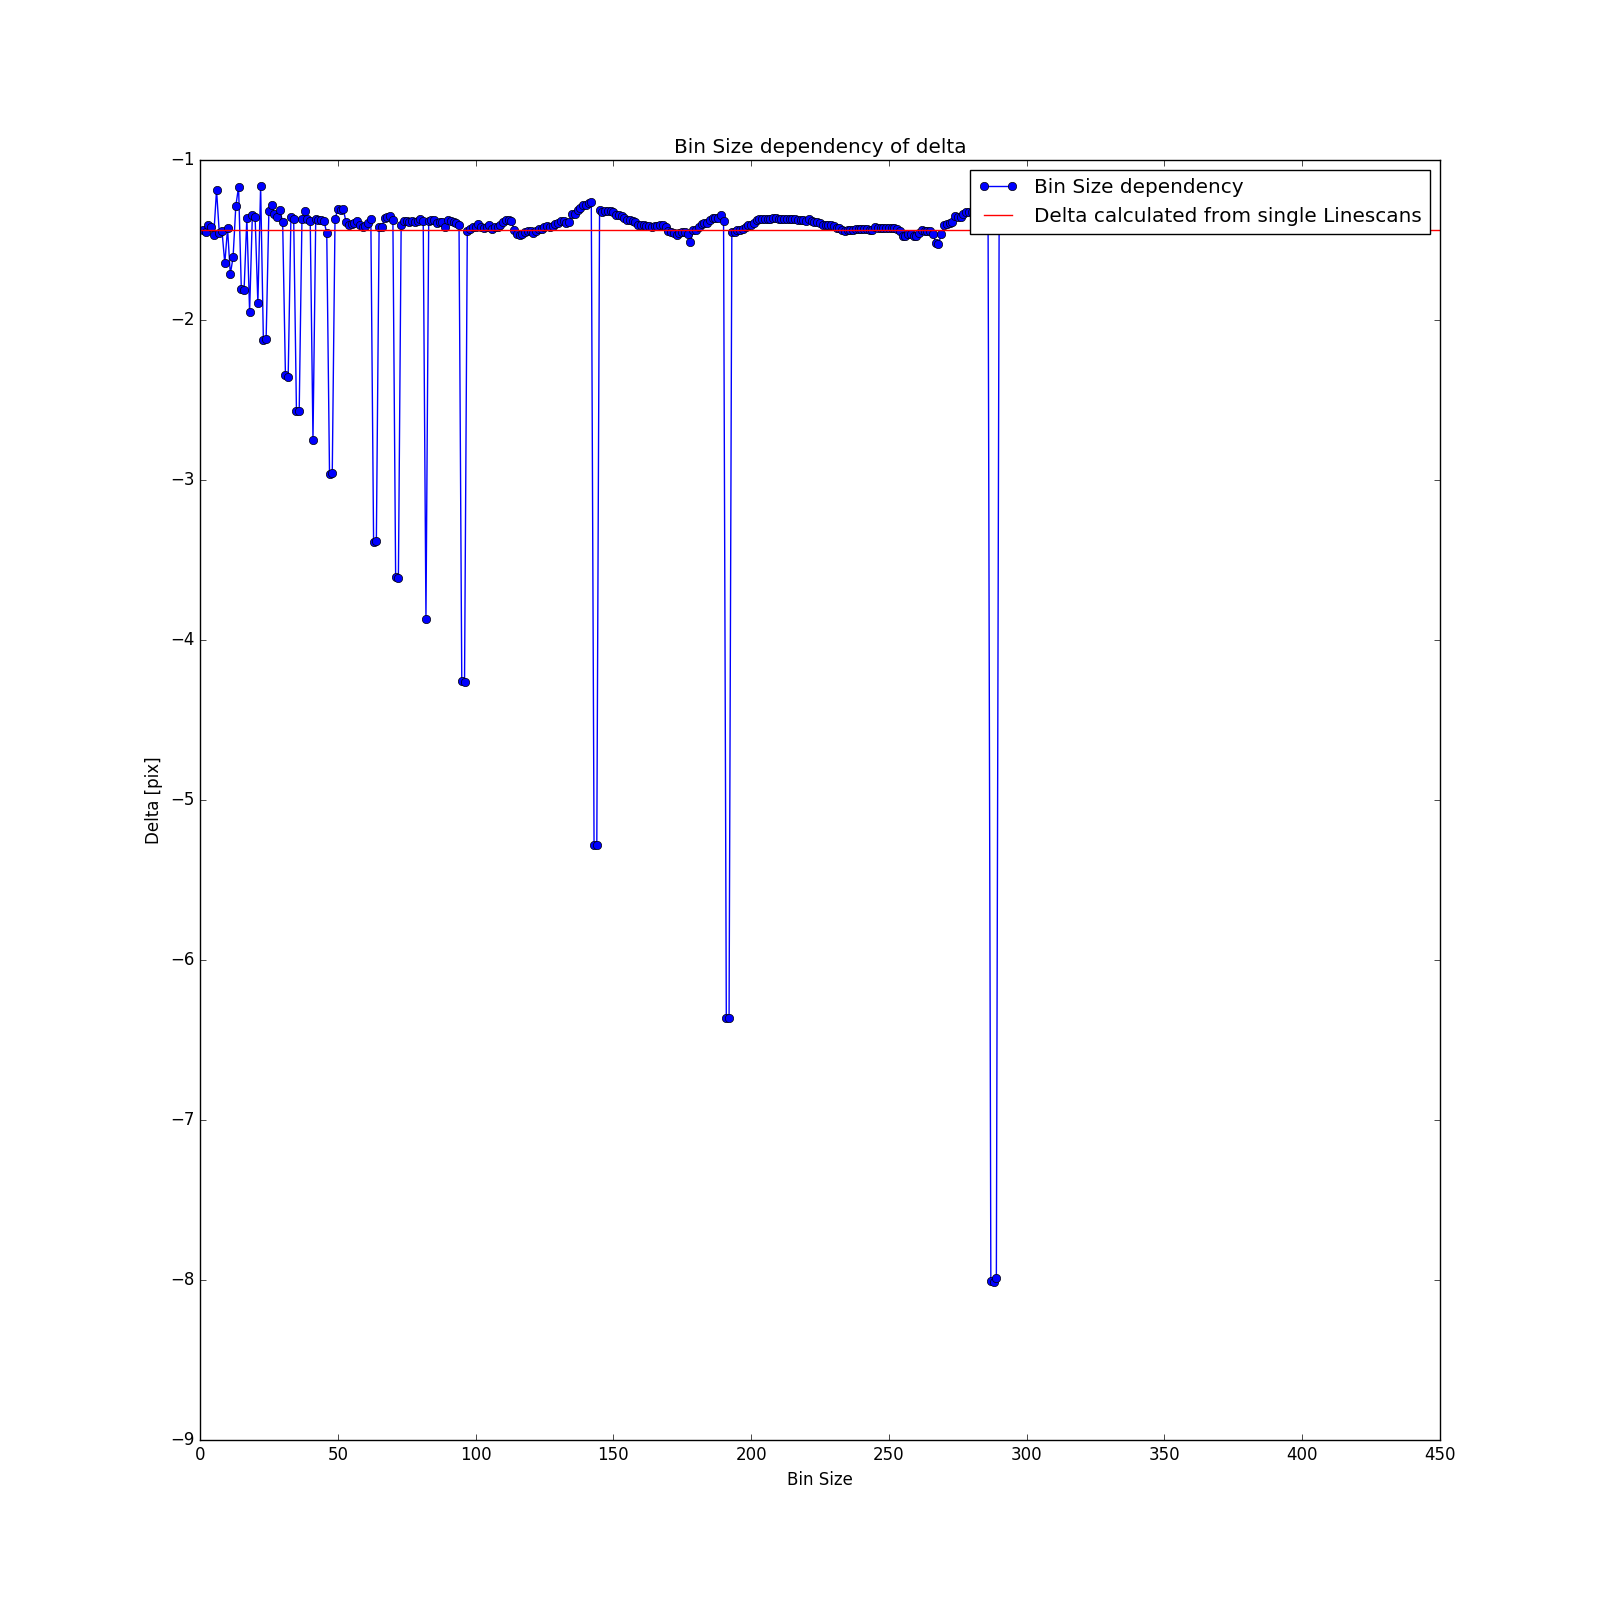 Bin Size dependency of delta
Bin Size dependency
Delta calculated from single Linescans
−1
−2
−3
−4
−5
−6
−7
−8
−9
Delta [pix]
0 50 100 150 200 250 300 350 400 450
Bin Size